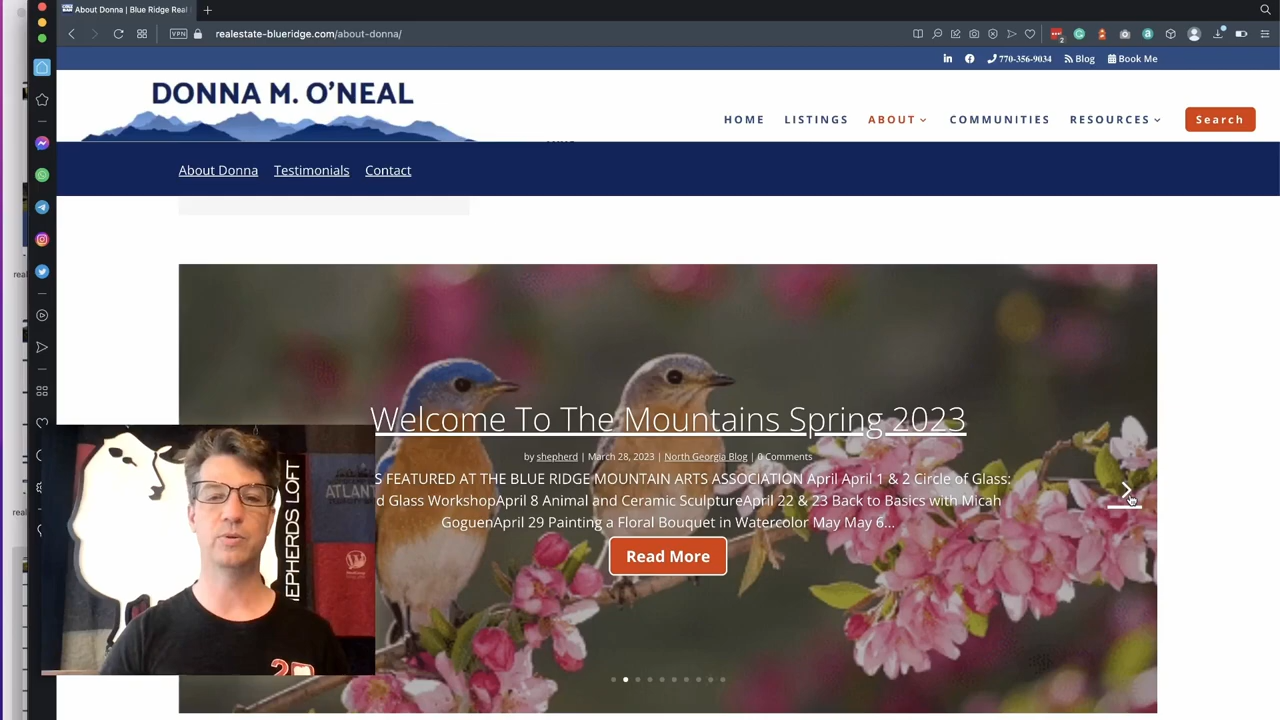 About Donna | Blue Ridge Real
VPN realestate-blueridge.com/about-donna/
770-356-9034 Blog Book Me
DONNA M. O'NEAL
HOME LISTINGS ABOUT COMMUNITIES RESOURCES Search
About Donna Testimonials Contact
Welcome To The Mountains Spring 2023
by shepherd | March 28, 2023 | North Georgia Blog | 0 Comments
S FEATURED AT THE BLUE RIDGE MOUNTAIN ARTS ASSOCIATION April April 1 & 2 Circle of Glass:
d Glass WorkshopApril 8 Animal and Ceramic SculptureApril 22 & 23 Back to Basics with Micah
GoguenApril 29 Painting a Floral Bouquet in Watercolor May May 6...
Read More
EPHERDS LOFT
ATLANT